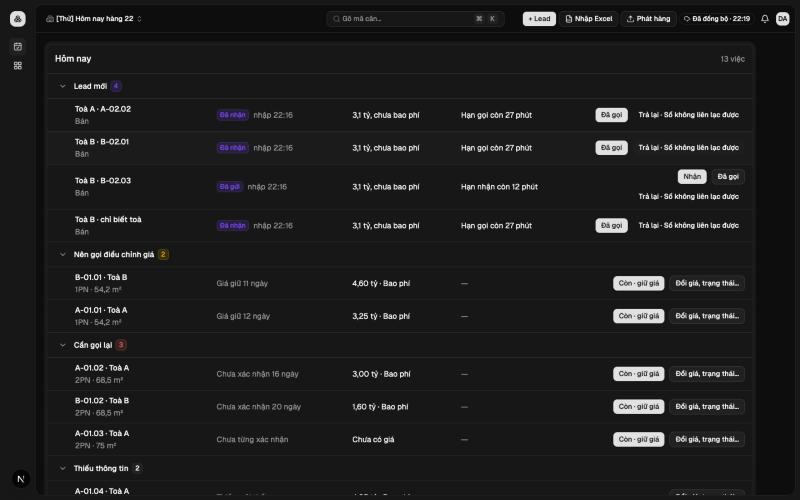 [Thử] Hôm nay hàng 22
Gõ mã căn...
⌘ K
+ Lead
Nhập Excel
Phát hàng
Đã đồng bộ · 22:19
DA
Hôm nay
13 việc
Lead mới 4
Toà A · A-02.02
Bán
Đã nhận nhập 22:16
3,1 tỷ, chưa bao phí
Hạn gọi còn 27 phút
Đã gọi
Trả lại · Số không liên lạc được
Toà B · B-02.01
Bán
Đã nhận nhập 22:16
3,1 tỷ, chưa bao phí
Hạn gọi còn 27 phút
Đã gọi
Trả lại · Số không liên lạc được
Toà B · B-02.03
Bán
Đã gửi nhập 22:16
3,1 tỷ, chưa bao phí
Hạn nhận còn 12 phút
Nhận
Đã gọi
Trả lại · Số không liên lạc được
Toà B · chỉ biết toà
Bán
Đã nhận nhập 22:16
3,1 tỷ, chưa bao phí
Hạn gọi còn 27 phút
Đã gọi
Trả lại · Số không liên lạc được
Nên gọi điều chỉnh giá 2
B-01.01 · Toà B
1PN · 54,2 m²
Giá giữ 11 ngày
4,60 tỷ · Bao phí
—
Còn · giữ giá
Đổi giá, trạng thái...
A-01.01 · Toà A
1PN · 54,2 m²
Giá giữ 12 ngày
3,25 tỷ · Bao phí
—
Còn · giữ giá
Đổi giá, trạng thái...
Cần gọi lại 3
A-01.02 · Toà A
2PN · 68,5 m²
Chưa xác nhận 16 ngày
3,00 tỷ · Bao phí
—
Còn · giữ giá
Đổi giá, trạng thái...
B-01.02 · Toà B
2PN · 68,5 m²
Chưa xác nhận 20 ngày
1,60 tỷ · Bao phí
—
Còn · giữ giá
Đổi giá, trạng thái...
A-01.03 · Toà A
2PN · 75 m²
Chưa từng xác nhận
Chưa có giá
—
Còn · giữ giá
Đổi giá, trạng thái...
Thiếu thông tin 2
A-01.04 · Toà A
N